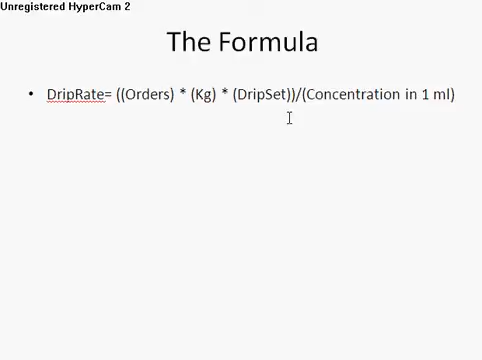 Unregistered HyperCam 2
The Formula
• DripRate= ((Orders) * (Kg) * (DripSet))/(Concentration in 1 ml)